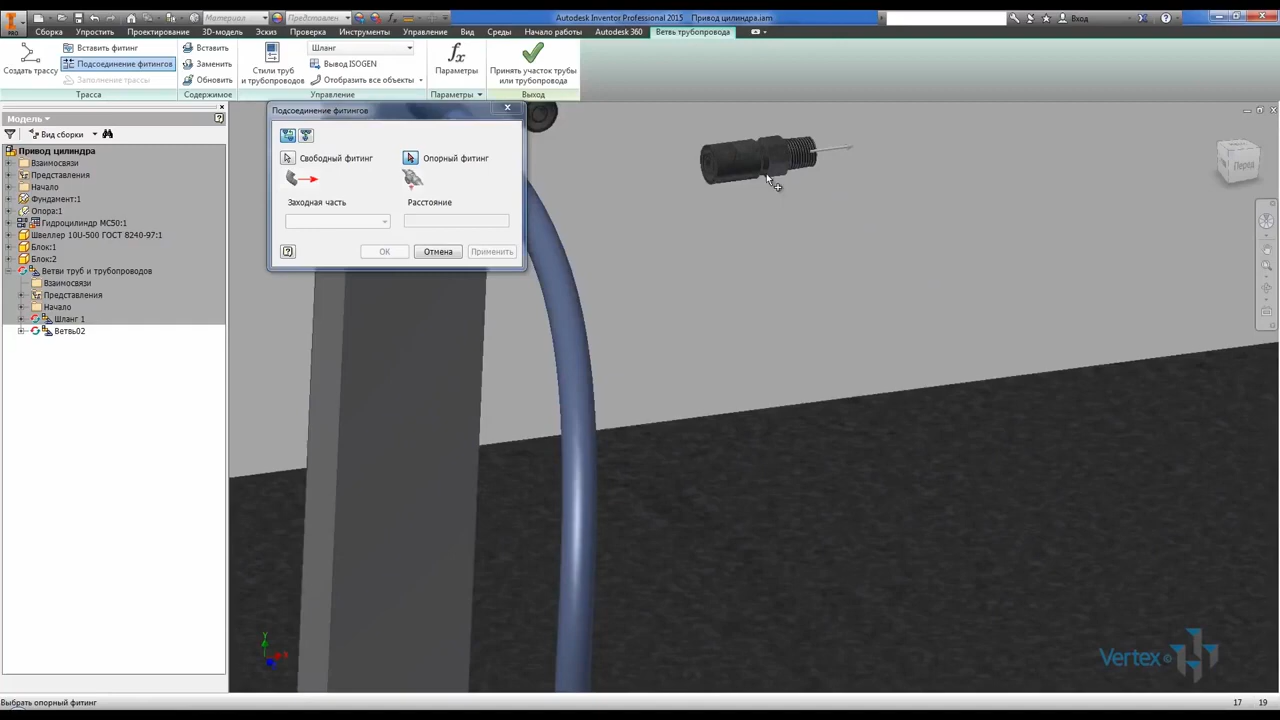 Материал
Представлен
Autodesk Inventor Professional 2015 Привод цилиндра.iam
Вход
PRO
Сборка Упростить Проектирование 3D-модель Эскиз Проверка Инструменты Управление Вид Среды Начало работы Autodesk 360 Ветвь трубопровода
Создать трассу
Вставить фитинг
Подсоединение фитингов
Заполнение трассы
Трасса
Вставить
Заменить
Обновить
Содержимое
Стили труб
и трубопроводов
Шланг
Вывод ISOGEN
Отобразить все объекты
Управление
Параметры
Параметры
Принять участок трубы
или трубопровода
Выход
Модель
Вид сборки
Привод цилиндра
Взаимосвязи
Представления
Начало
Фундамент:1
Опора:1
Гидроцилиндр МС50:1
Швеллер 10U-500 ГОСТ 8240-97:1
Блок:1
Блок:2
Ветви труб и трубопроводов
Взаимосвязи
Представления
Начало
Шланг 1
Ветвь02
Подсоединение фитингов
Свободный фитинг
Опорный фитинг
Заходная часть
Расстояние
ОК
Отмена
Применить
Перед
Y
Vertex©
Выбрать опорный фитинг
17 19